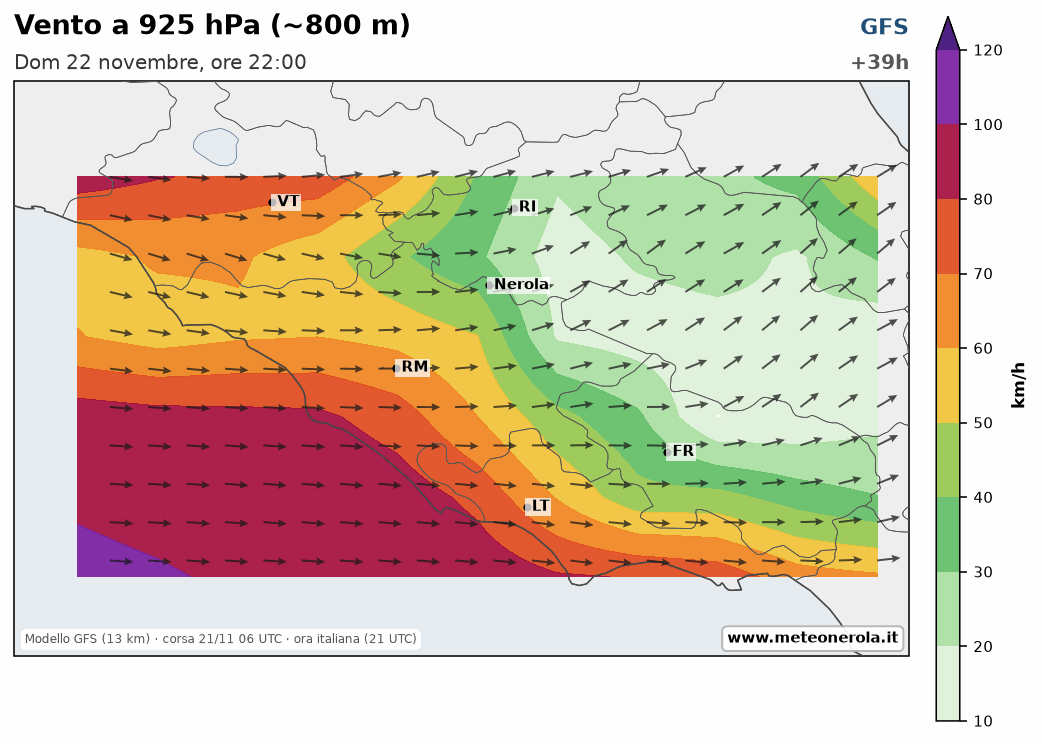 Vento a 925 hPa (~800 m)
GFS
Dom 22 novembre, ore 22:00
+39h
120
100
80
70
60
50
40
30
20
10
km/h
VT
RI
Nerola
RM
FR
LT
Modello GFS (13 km) · corsa 21/11 06 UTC · ora italiana (21 UTC)
www.meteonerola.it